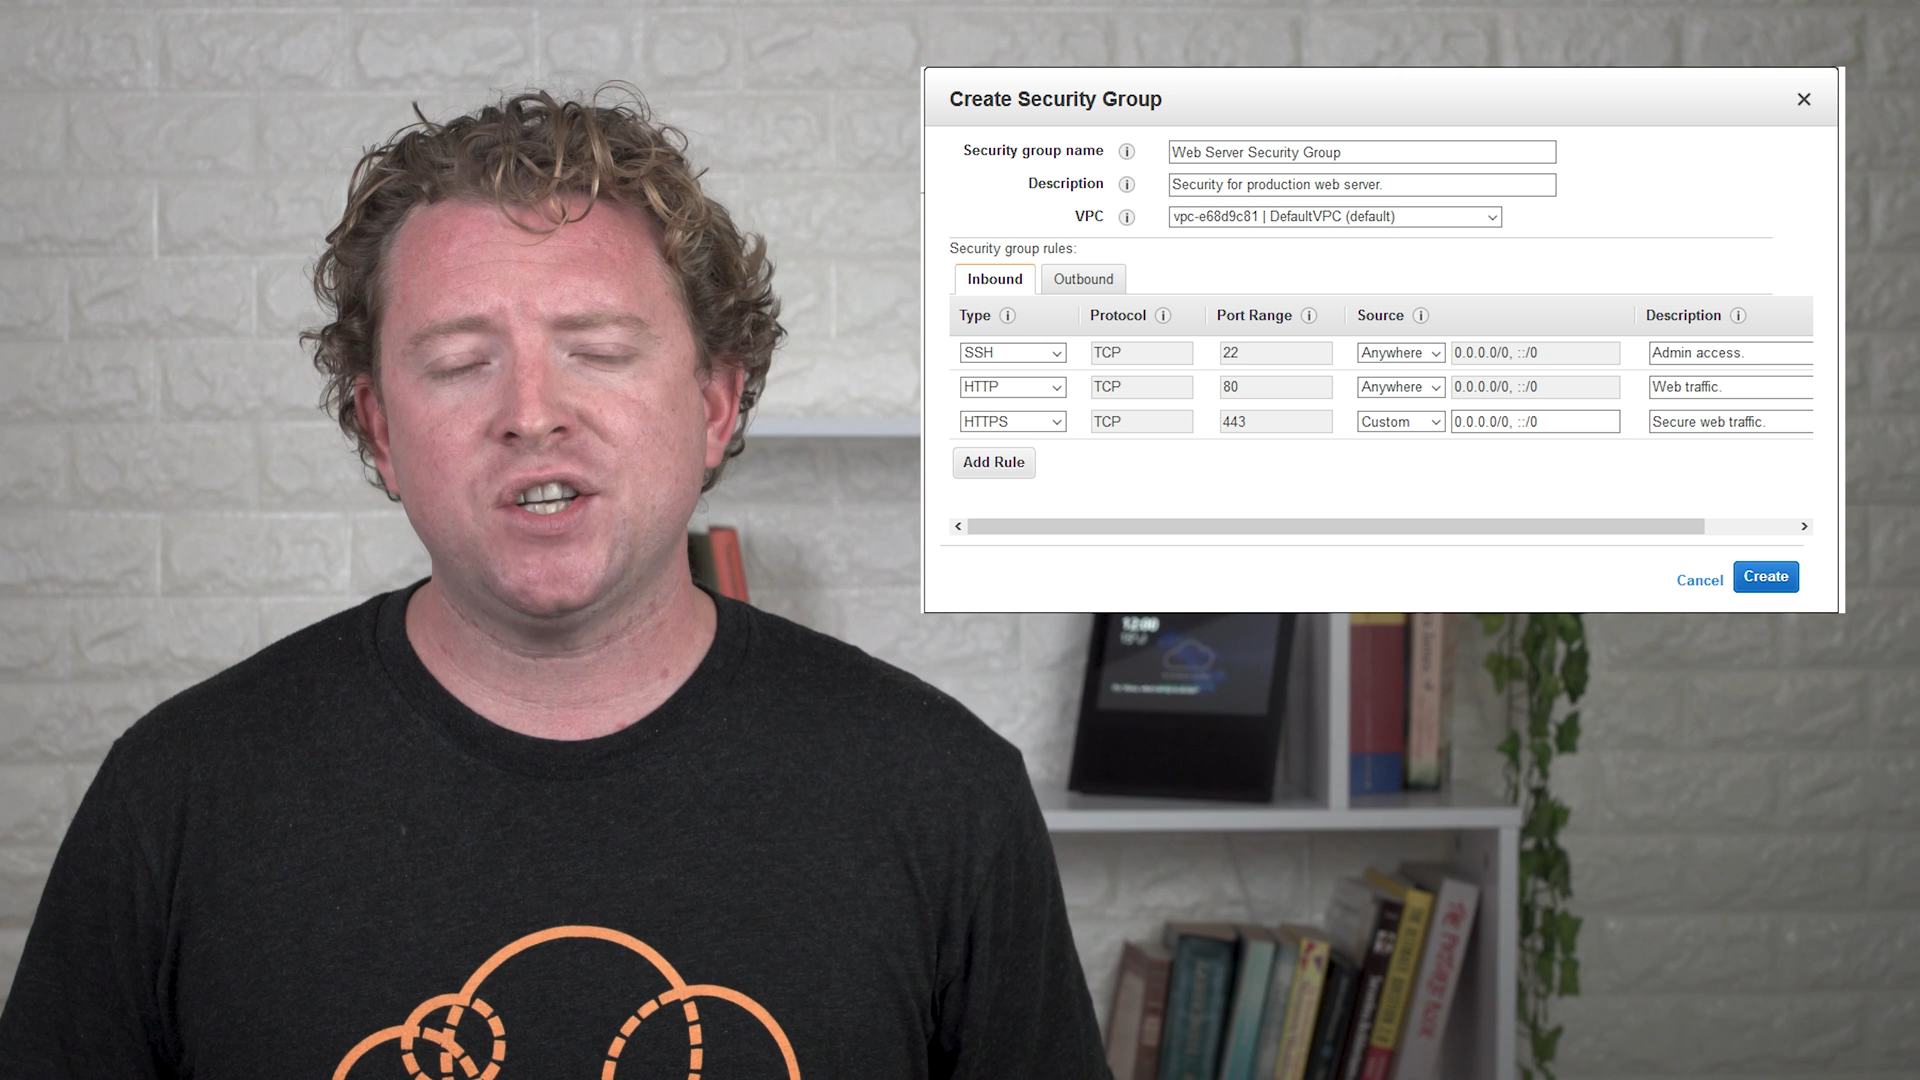 Create Security Group
Security group name
Web Server Security Group
Description
Security for production web server.
VPC
vpc-e68d9c81 | DefaultVPC (default)
Security group rules:
Inbound Outbound
Type Protocol Port Range Source Description
SSH TCP 22 Anywhere 0.0.0.0/0, ::/0 Admin access.
HTTP TCP 80 Anywhere 0.0.0.0/0, ::/0 Web traffic.
HTTPS TCP 443 Custom 0.0.0.0/0, ::/0 Secure web traffic.
Add Rule
Cancel Create
12:00